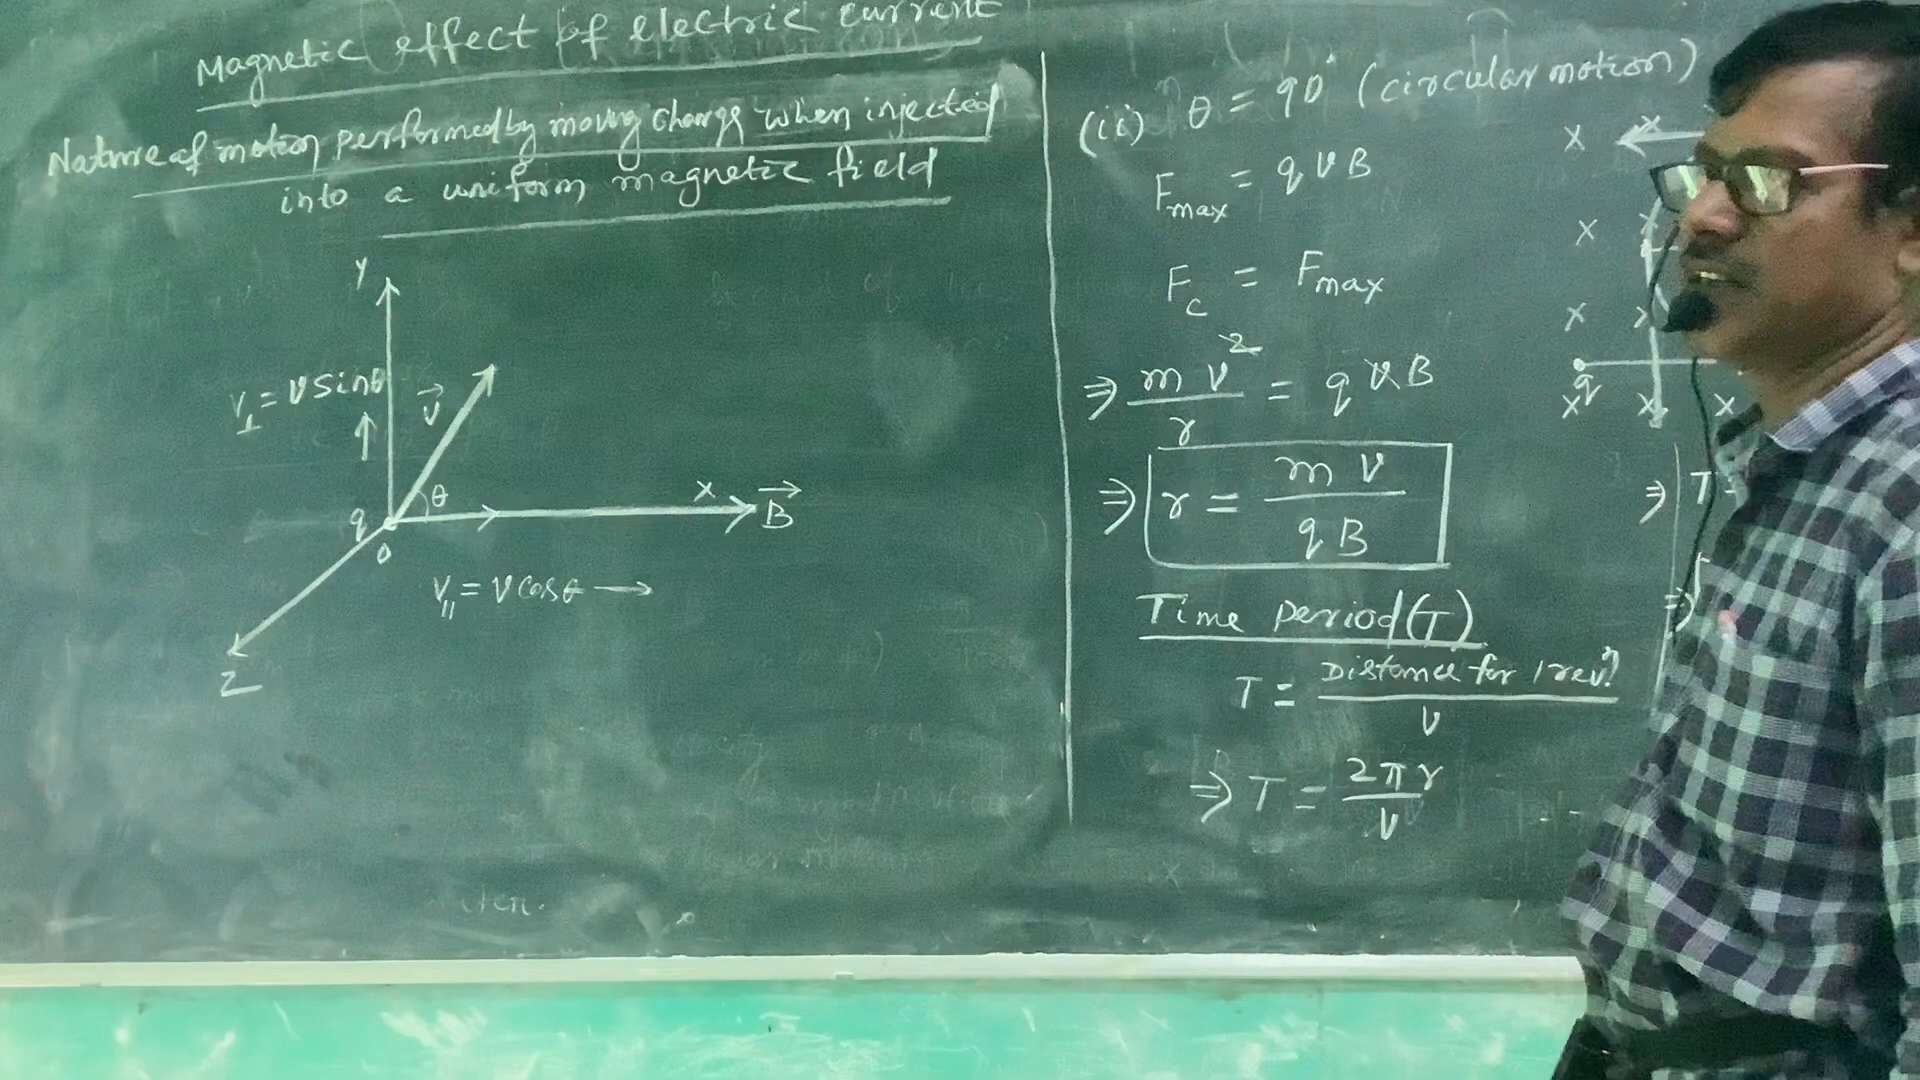 Magnetic effect of electric current
Nature of motion performed by moving charge when injected
into a uniform magnetic field
Y
V⊥ = v sinθ
v⃗
θ
X
B⃗
q
O
V∥ = v cosθ →
Z
(ii) θ = 90° (circular motion)
Fmax = qvB
Fc = Fmax
⇒ mv²/r = qvB
⇒ r = mv/qB
Time period (T)
T = Distance for 1 revⁿ/v
⇒ T = 2πr/v
x x
x x
x x
q
x x x
⇒ T =
⇒